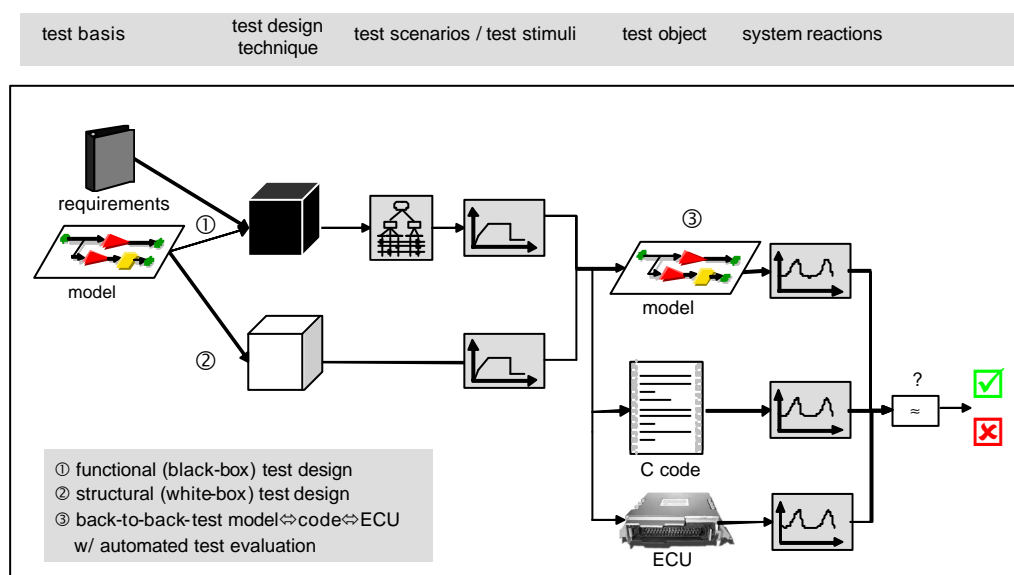 test basis
test design
technique
test scenarios / test stimuli
test object
system reactions
requirements
①
③
model
model
②
?
≈
C code
① functional (black-box) test design
② structural (white-box) test design
③ back-to-back-test model⇔code⇔ECU
w/ automated test evaluation
ECU